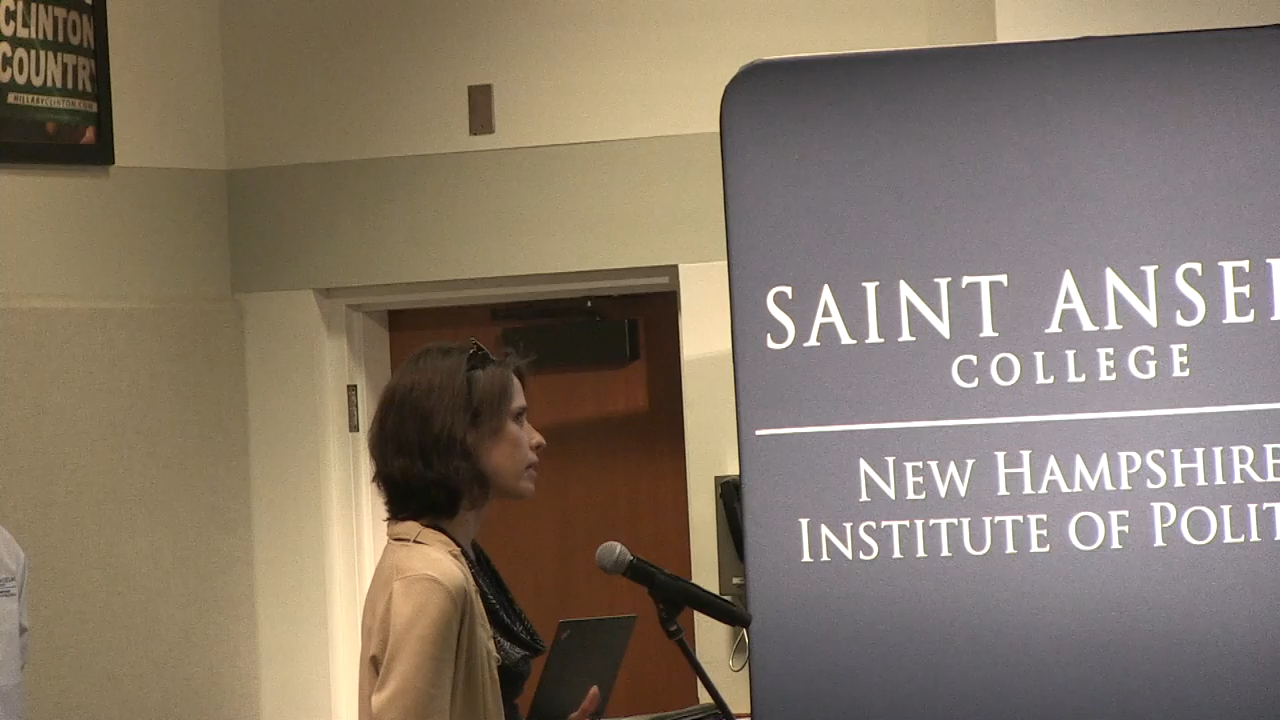 CLINTON
COUNTRY
HILLARYCLINTON.COM
SAINT ANSE
COLLEGE
NEW HAMPSHIRE
INSTITUTE OF POLIT